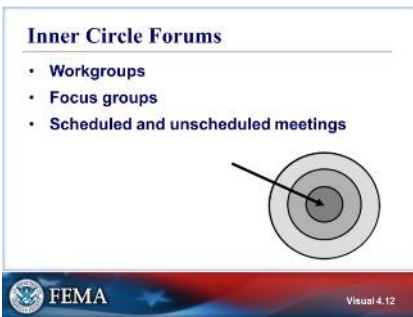 Inner Circle Forums
• Workgroups
• Focus groups
• Scheduled and unscheduled meetings
FEMA
Visual 4.12